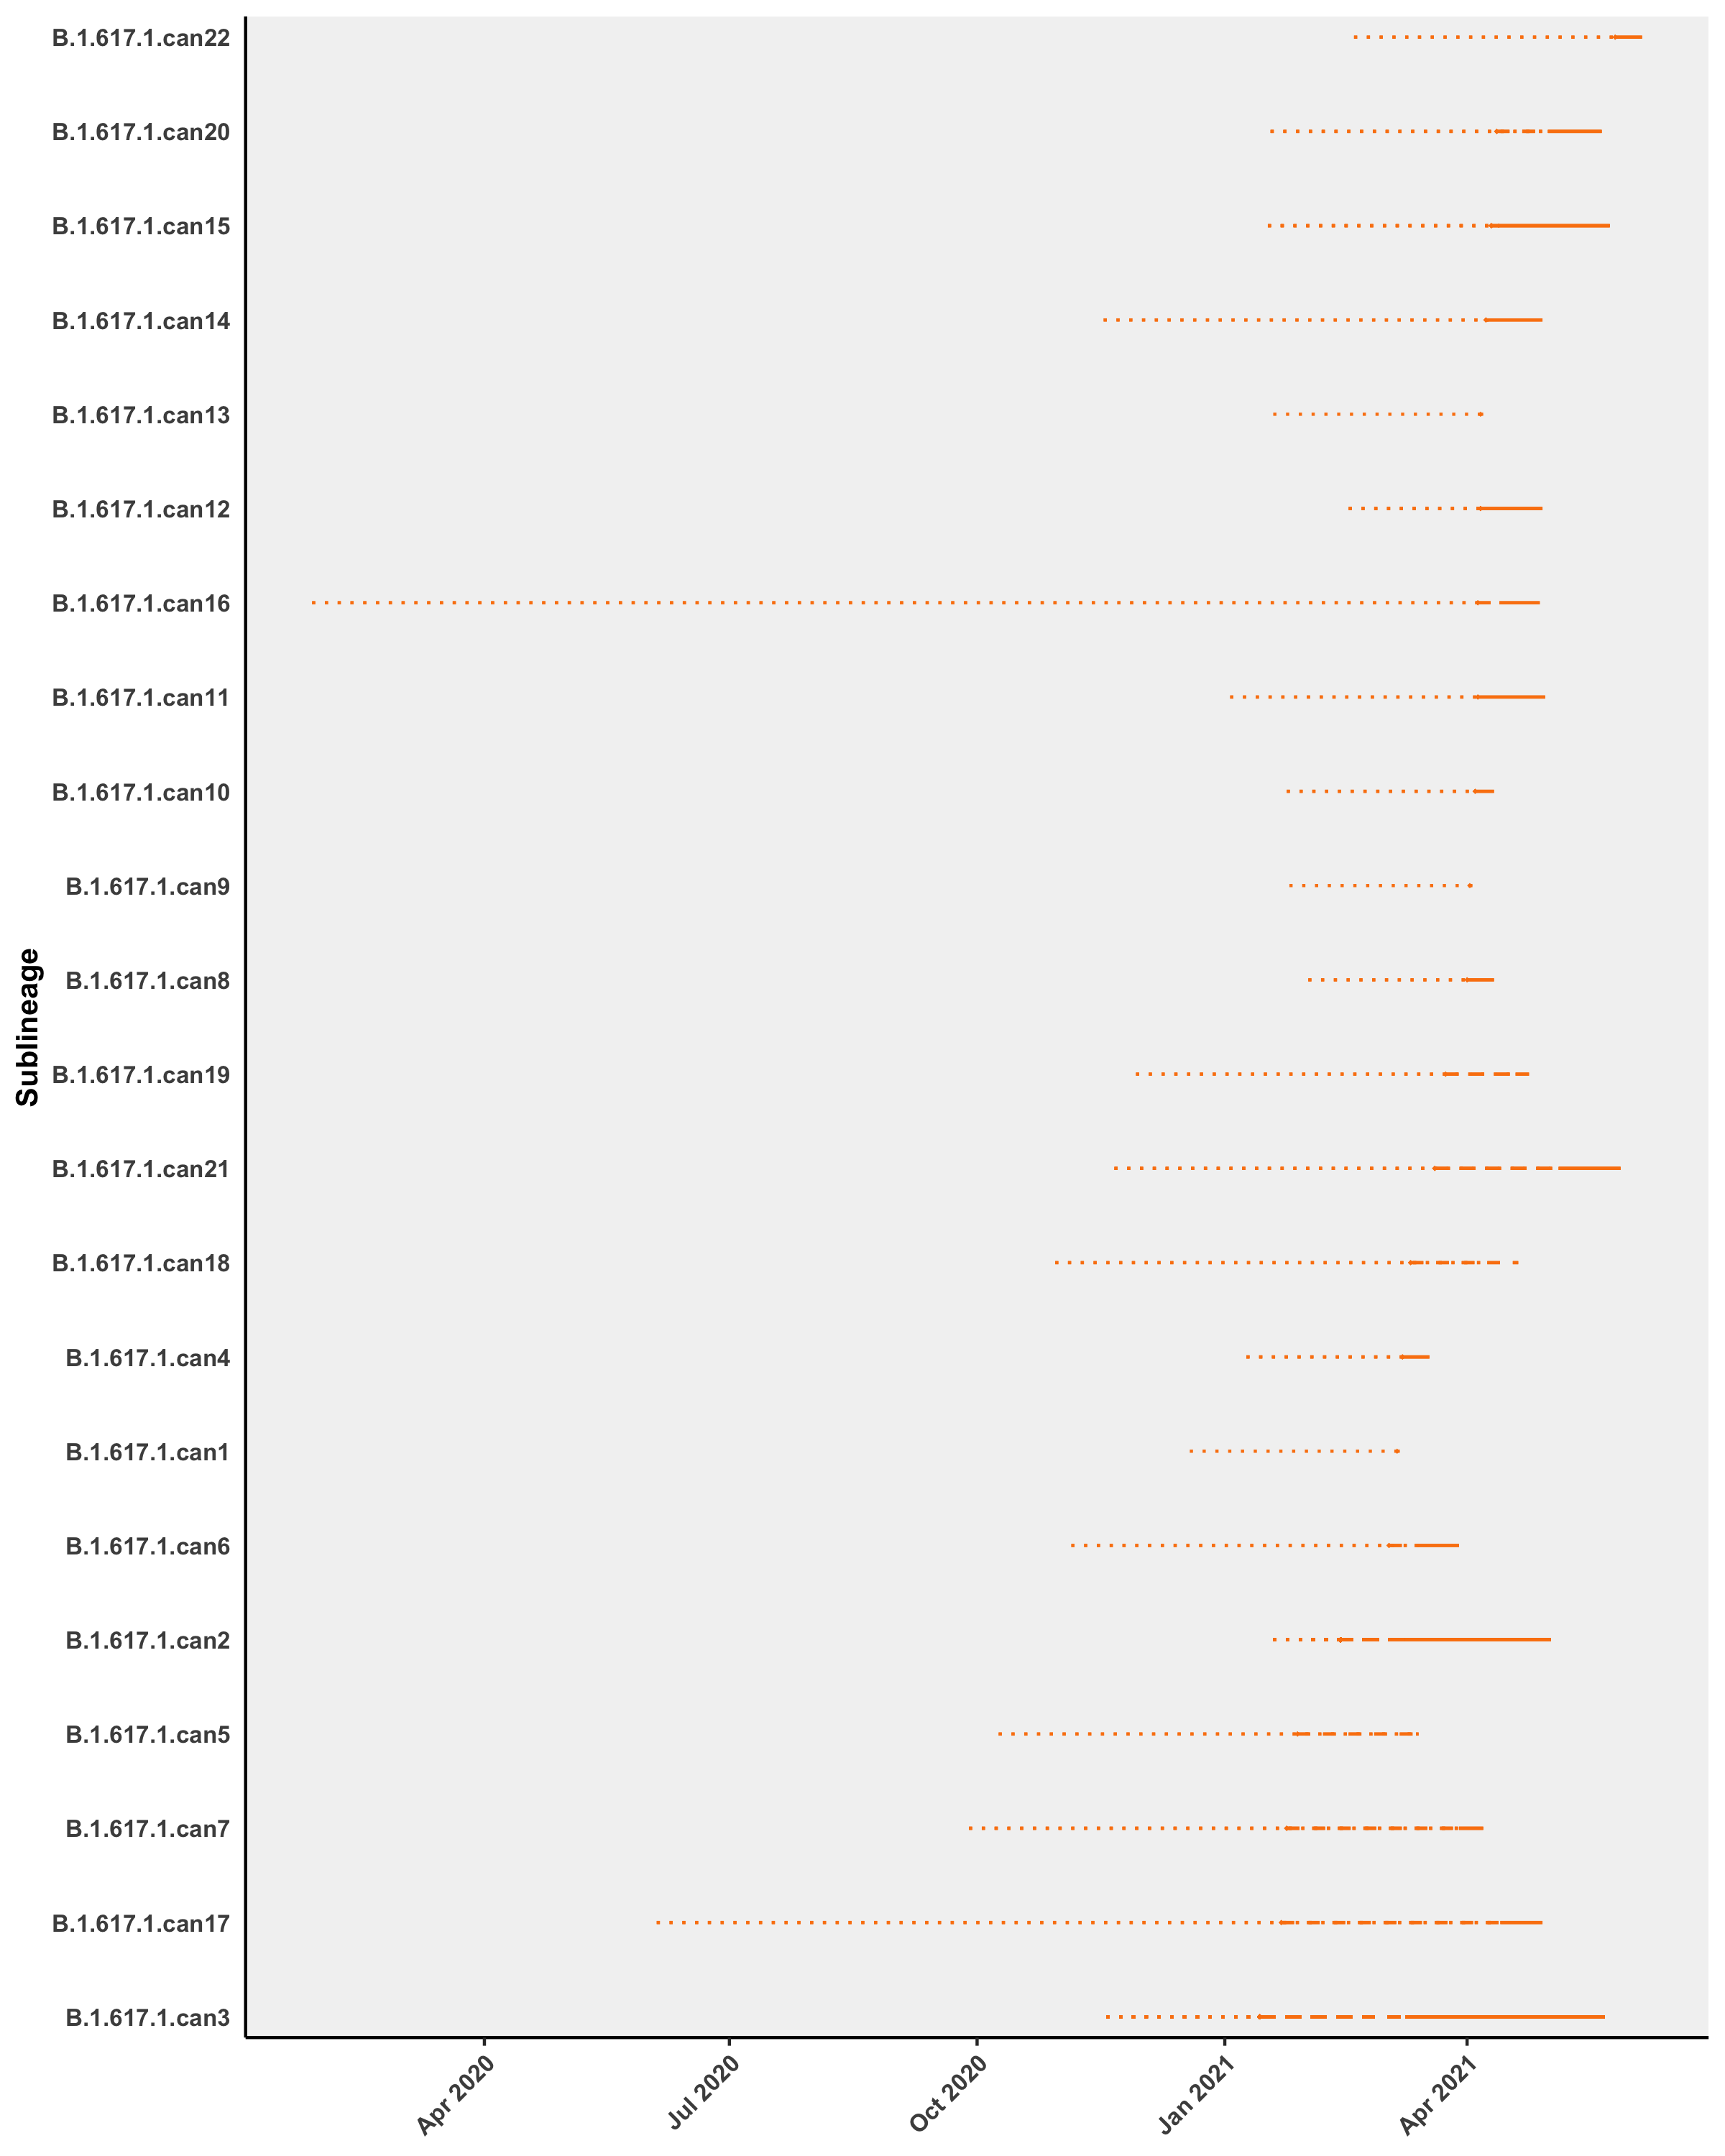 B.1.617.1.can22
B.1.617.1.can20
B.1.617.1.can15
B.1.617.1.can14
B.1.617.1.can13
B.1.617.1.can12
B.1.617.1.can16
B.1.617.1.can11
B.1.617.1.can10
B.1.617.1.can9
B.1.617.1.can8
B.1.617.1.can19
B.1.617.1.can21
B.1.617.1.can18
B.1.617.1.can4
B.1.617.1.can1
B.1.617.1.can6
B.1.617.1.can2
B.1.617.1.can5
B.1.617.1.can7
B.1.617.1.can17
B.1.617.1.can3
Sublineage
Apr 2020
Jul 2020
Oct 2020
Jan 2021
Apr 2021